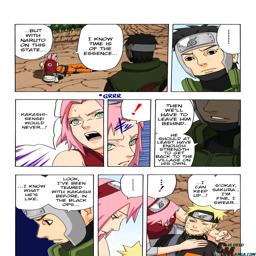 ...BUT
WITH
NARUTO ON
THIS
STATE...
I KNOW
TIME IS
OF THE
ESSENCE...
"GRRR
KAKASHI-
SENSEI
WOULD
NEVER...!
THEN
WE'LL
HAVE TO
LEAVE HIM
BEHIND.
HE
SHOULD AT
LEAST HAVE
ENOUGH
STRENGTH
TO GET
BACK TO THE
VILLAGE ON
HIS OWN.
...I
KNOW
WHAT
HE'S
LIKE.
LOOK,
I'VE BEEN
TEAMED
WITH
KAKASHI
BEFORE, IN
THE
BLACK
OPS...
...I
CAN
KEEP
UP...!
S'OKAY,
SAKURA
I'M
FINE, I
SWEAR...